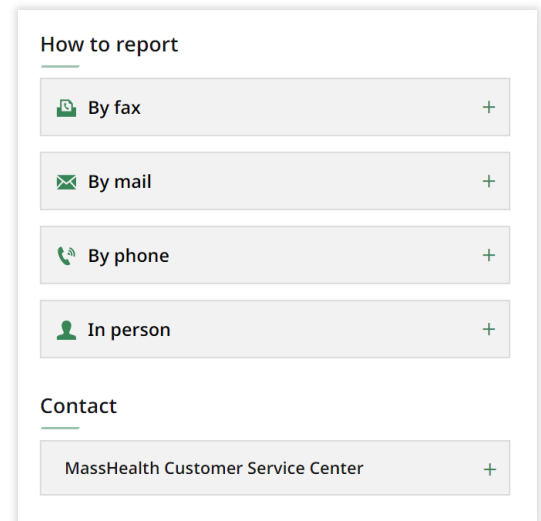 How to report
By fax
+
By mail
+
By phone
+
In person
+
Contact
MassHealth Customer Service Center
+